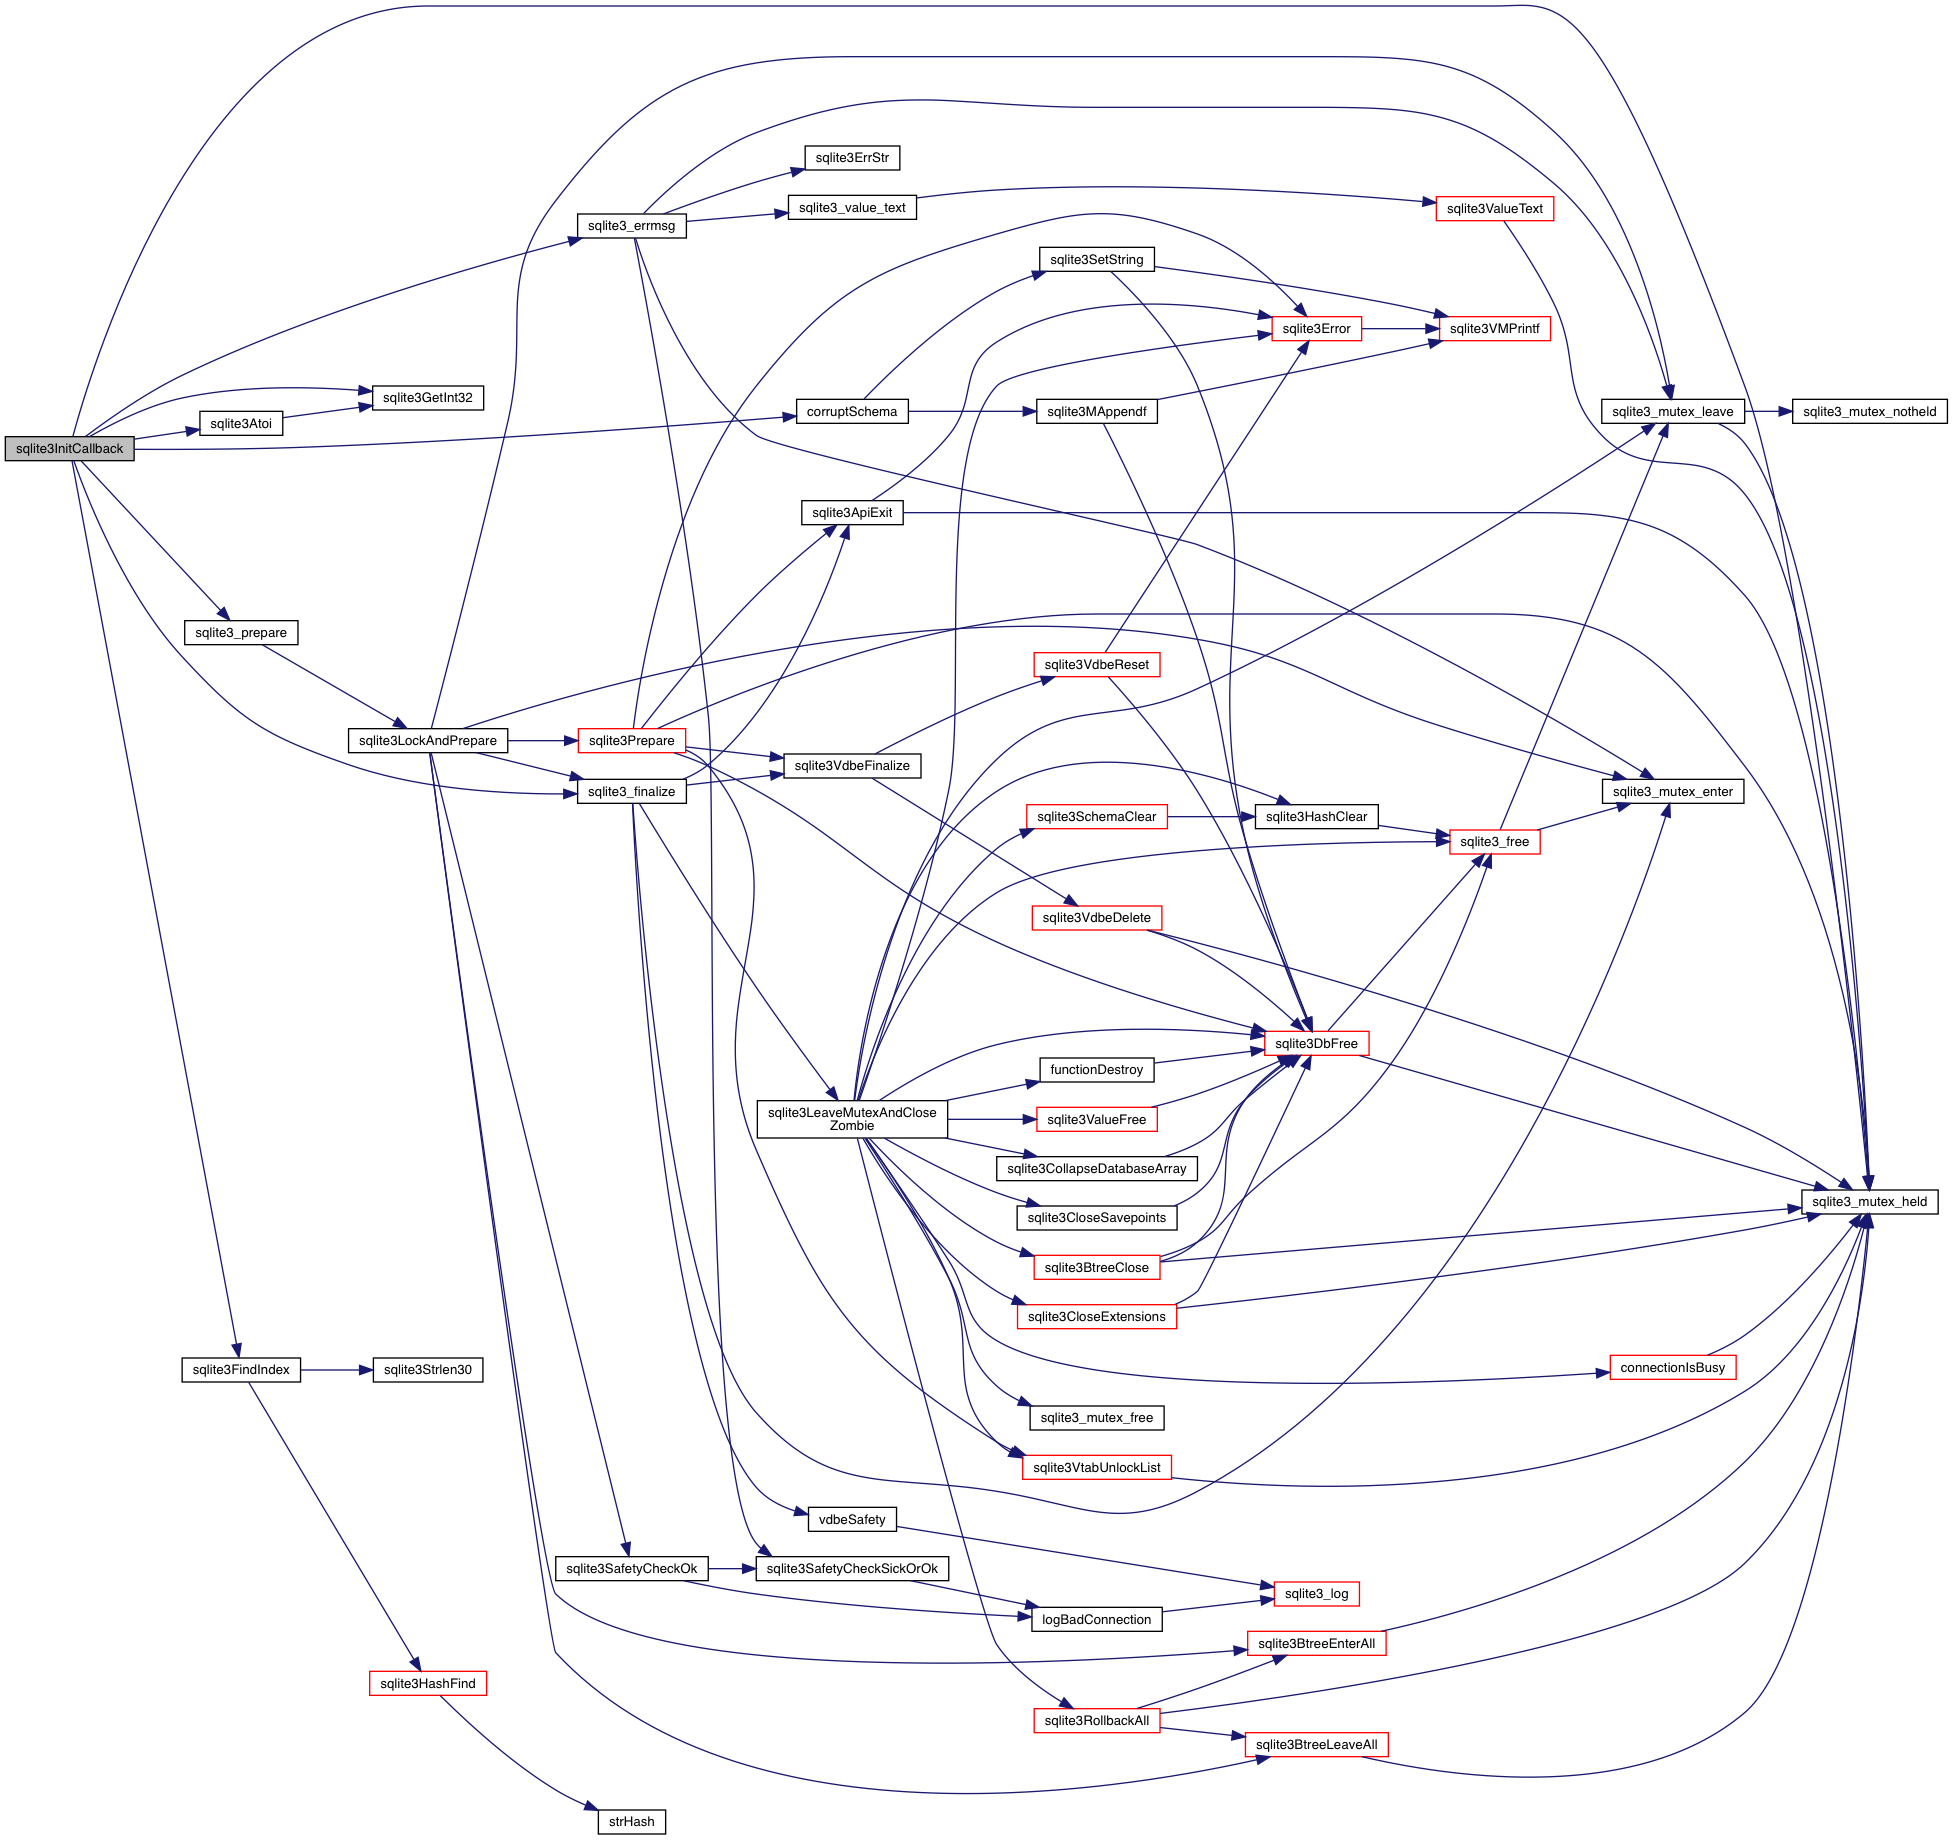 sqlite3ErrStr
sqlite3_value_text
sqlite3ValueText
sqlite3_errmsg
sqlite3SetString
sqlite3Error
sqlite3VMPrintf
sqlite3GetInt32
sqlite3Atoi
corruptSchema
sqlite3MAppendf
sqlite3_mutex_leave
sqlite3_mutex_notheld
sqlite3InitCallback
sqlite3ApiExit
sqlite3_prepare
sqlite3VdbeReset
sqlite3LockAndPrepare
sqlite3Prepare
sqlite3VdbeFinalize
sqlite3_finalize
sqlite3_mutex_enter
sqlite3SchemaClear
sqlite3HashClear
sqlite3_free
sqlite3VdbeDelete
sqlite3DbFree
functionDestroy
sqlite3LeaveMutexAndClose
Zombie
sqlite3ValueFree
sqlite3CollapseDatabaseArray
sqlite3_mutex_held
sqlite3CloseSavepoints
sqlite3BtreeClose
sqlite3CloseExtensions
sqlite3FindIndex
sqlite3Strlen30
connectionIsBusy
sqlite3_mutex_free
sqlite3VtabUnlockList
vdbeSafety
sqlite3SafetyCheckOk
sqlite3SafetyCheckSickOrOk
sqlite3_log
logBadConnection
sqlite3BtreeEnterAll
sqlite3HashFind
sqlite3RollbackAll
sqlite3BtreeLeaveAll
strHash